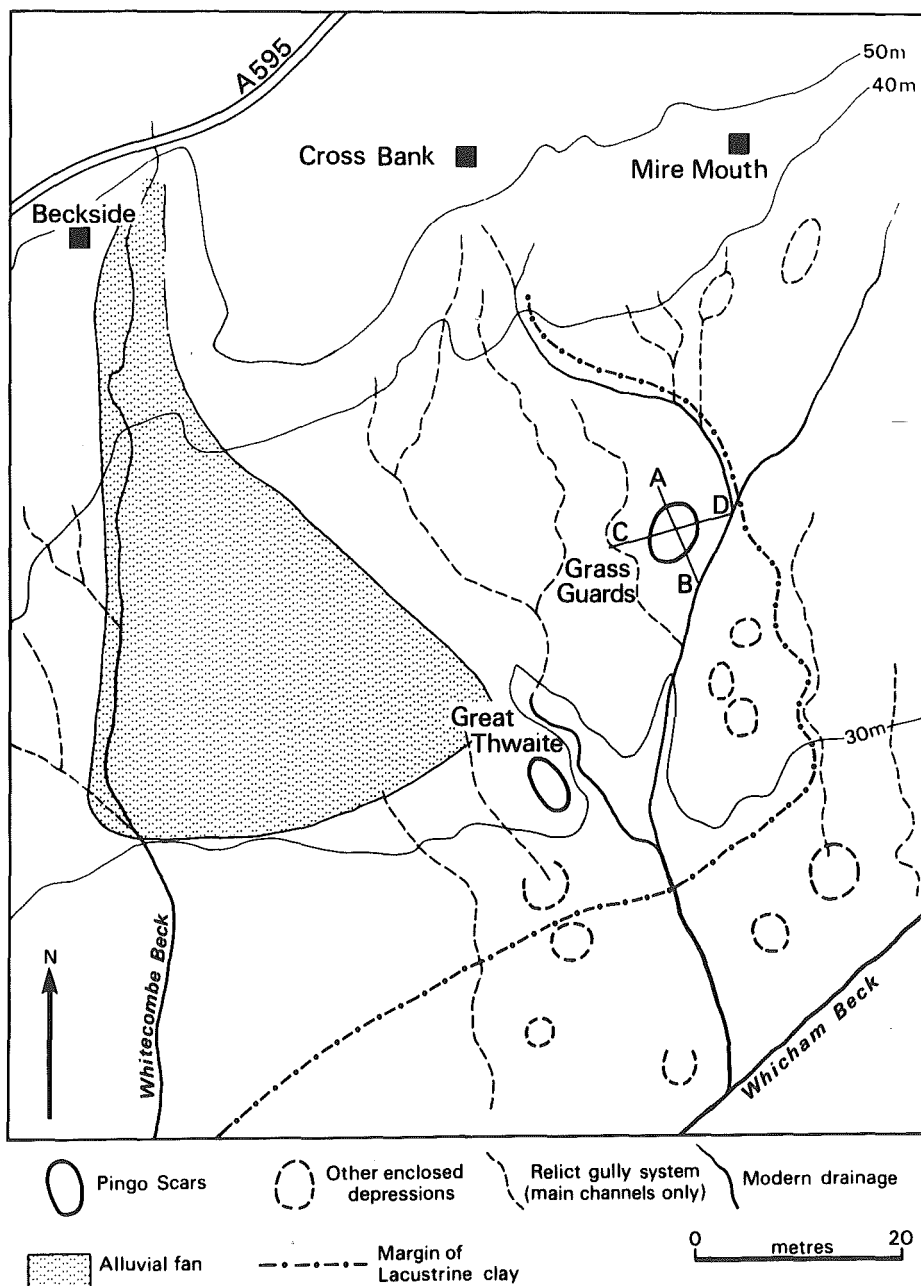 A595
50m
40m
Cross Bank
Mire Mouth
Beckside
A
D
C
B
Grass
Guards
Great
Thwaite
30m
N
Whitecombe Beck
Whicham Beck
Pingo Scars
Other enclosed
depressions
Relict gully system
(main channels only)
Modern drainage
Alluvial fan
Margin of
Lacustrine clay
0 20
metres